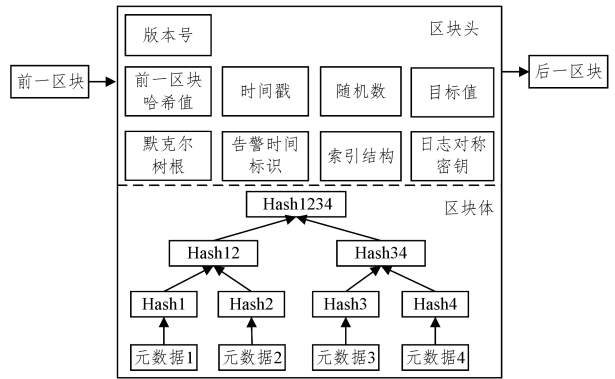 版本号
区块头
前一区块
前一区块
哈希值
时间戳
随机数
目标值
后一区块
默克尔
树根
告警时间
标识
索引结构
日志对称
密钥
Hash1234
区块体
Hash12
Hash34
Hash1
Hash2
Hash3
Hash4
元数据1
元数据2
元数据3
元数据4